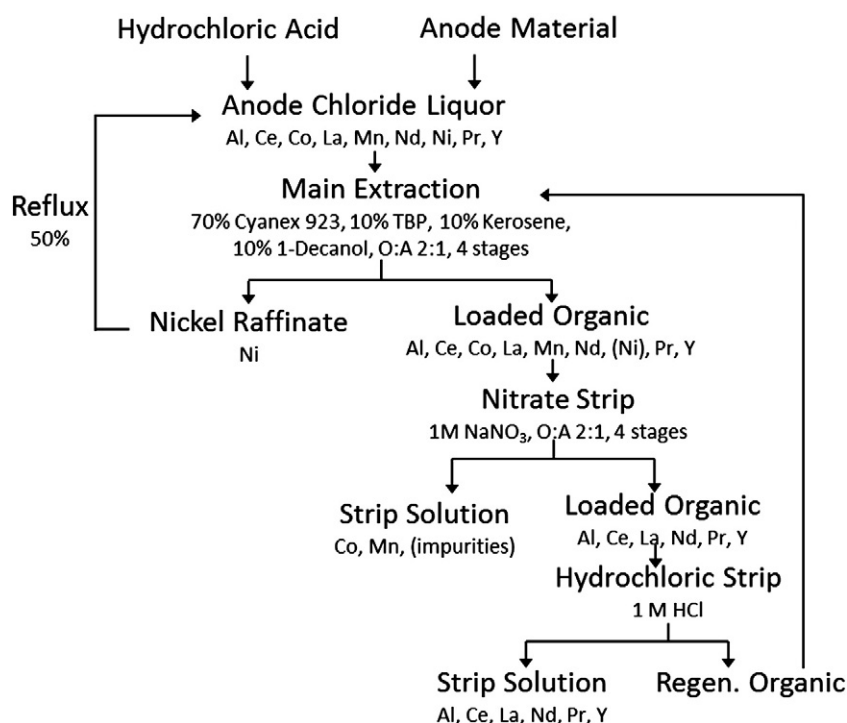 Hydrochloric Acid
Anode Material
Anode Chloride Liquor
Al, Ce, Co, La, Mn, Nd, Ni, Pr, Y
Main Extraction
70% Cyanex 923, 10% TBP, 10% Kerosene,
10% 1-Decanol, O:A 2:1, 4 stages
Reflux
50%
Nickel Raffinate
Ni
Loaded Organic
Al, Ce, Co, La, Mn, Nd, (Ni), Pr, Y
Nitrate Strip
1M NaNO₃, O:A 2:1, 4 stages
Strip Solution
Co, Mn, (impurities)
Loaded Organic
Al, Ce, La, Nd, Pr, Y
Hydrochloric Strip
1 M HCl
Strip Solution
Al, Ce, La, Nd, Pr, Y
Regen. Organic